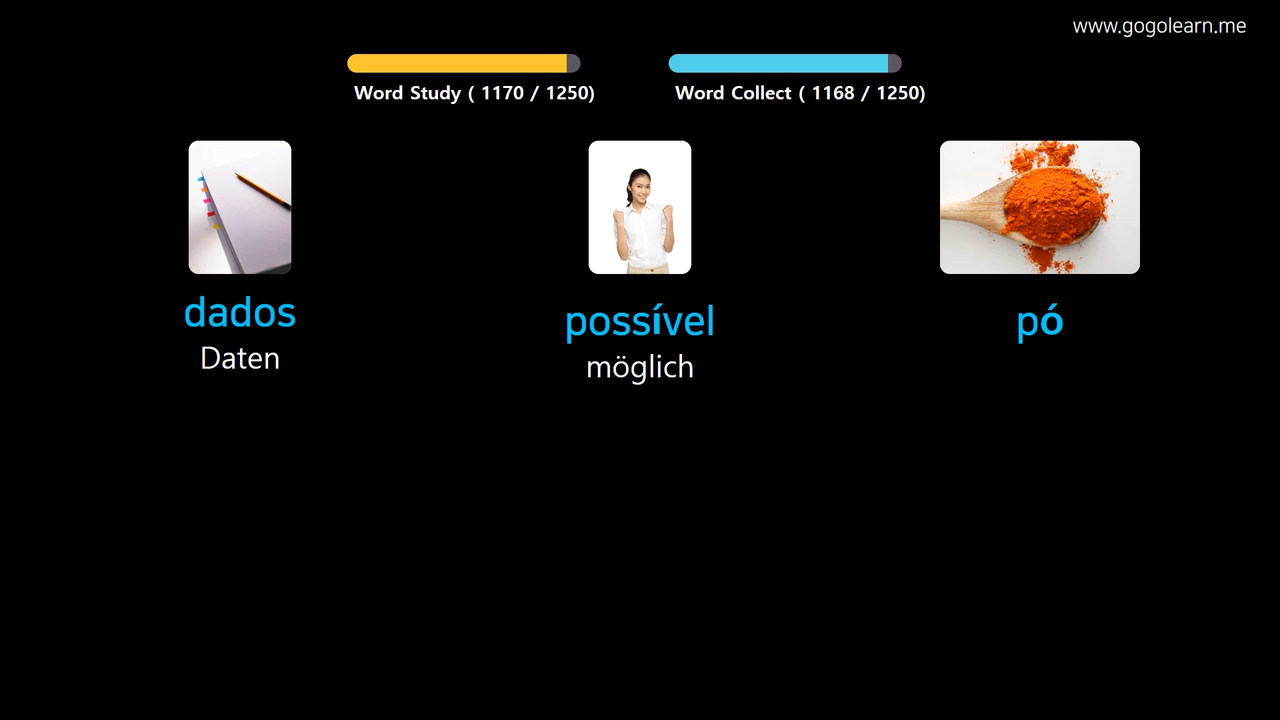 www.gogolearn.me
Word Study ( 1170 / 1250)
Word Collect ( 1168 / 1250)
dados
Daten
possível
möglich
pó